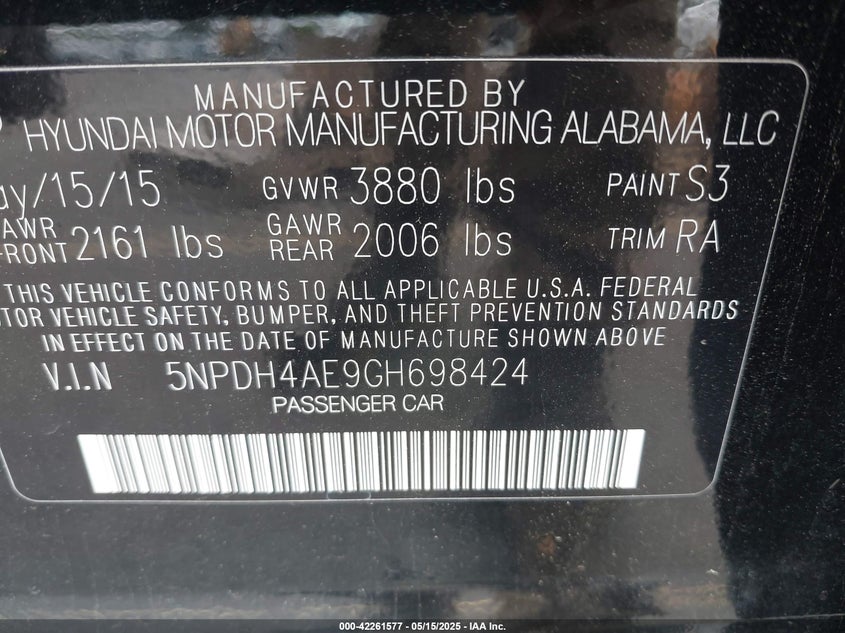 MANUFACTURED BY
HYUNDAI MOTOR MANUFACTURING ALABAMA, LLC
ay/15/15 GVWR 3880 lbs PAINT S3
AWR FRONT 2161 lbs GAWR REAR 2006 lbs TRIM RA
THIS VEHICLE CONFORMS TO ALL APPLICABLE U.S.A. FEDERAL
TOR VEHICLE SAFETY, BUMPER, AND THEFT PREVENTION STANDARDS
IN EFFECT ON THE DATE OF MANUFACTURE SHOWN ABOVE
V.I.N 5NPDH4AE9GH698424
PASSENGER CAR
000-42261577 — 05/15/2025 - IAA Inc.